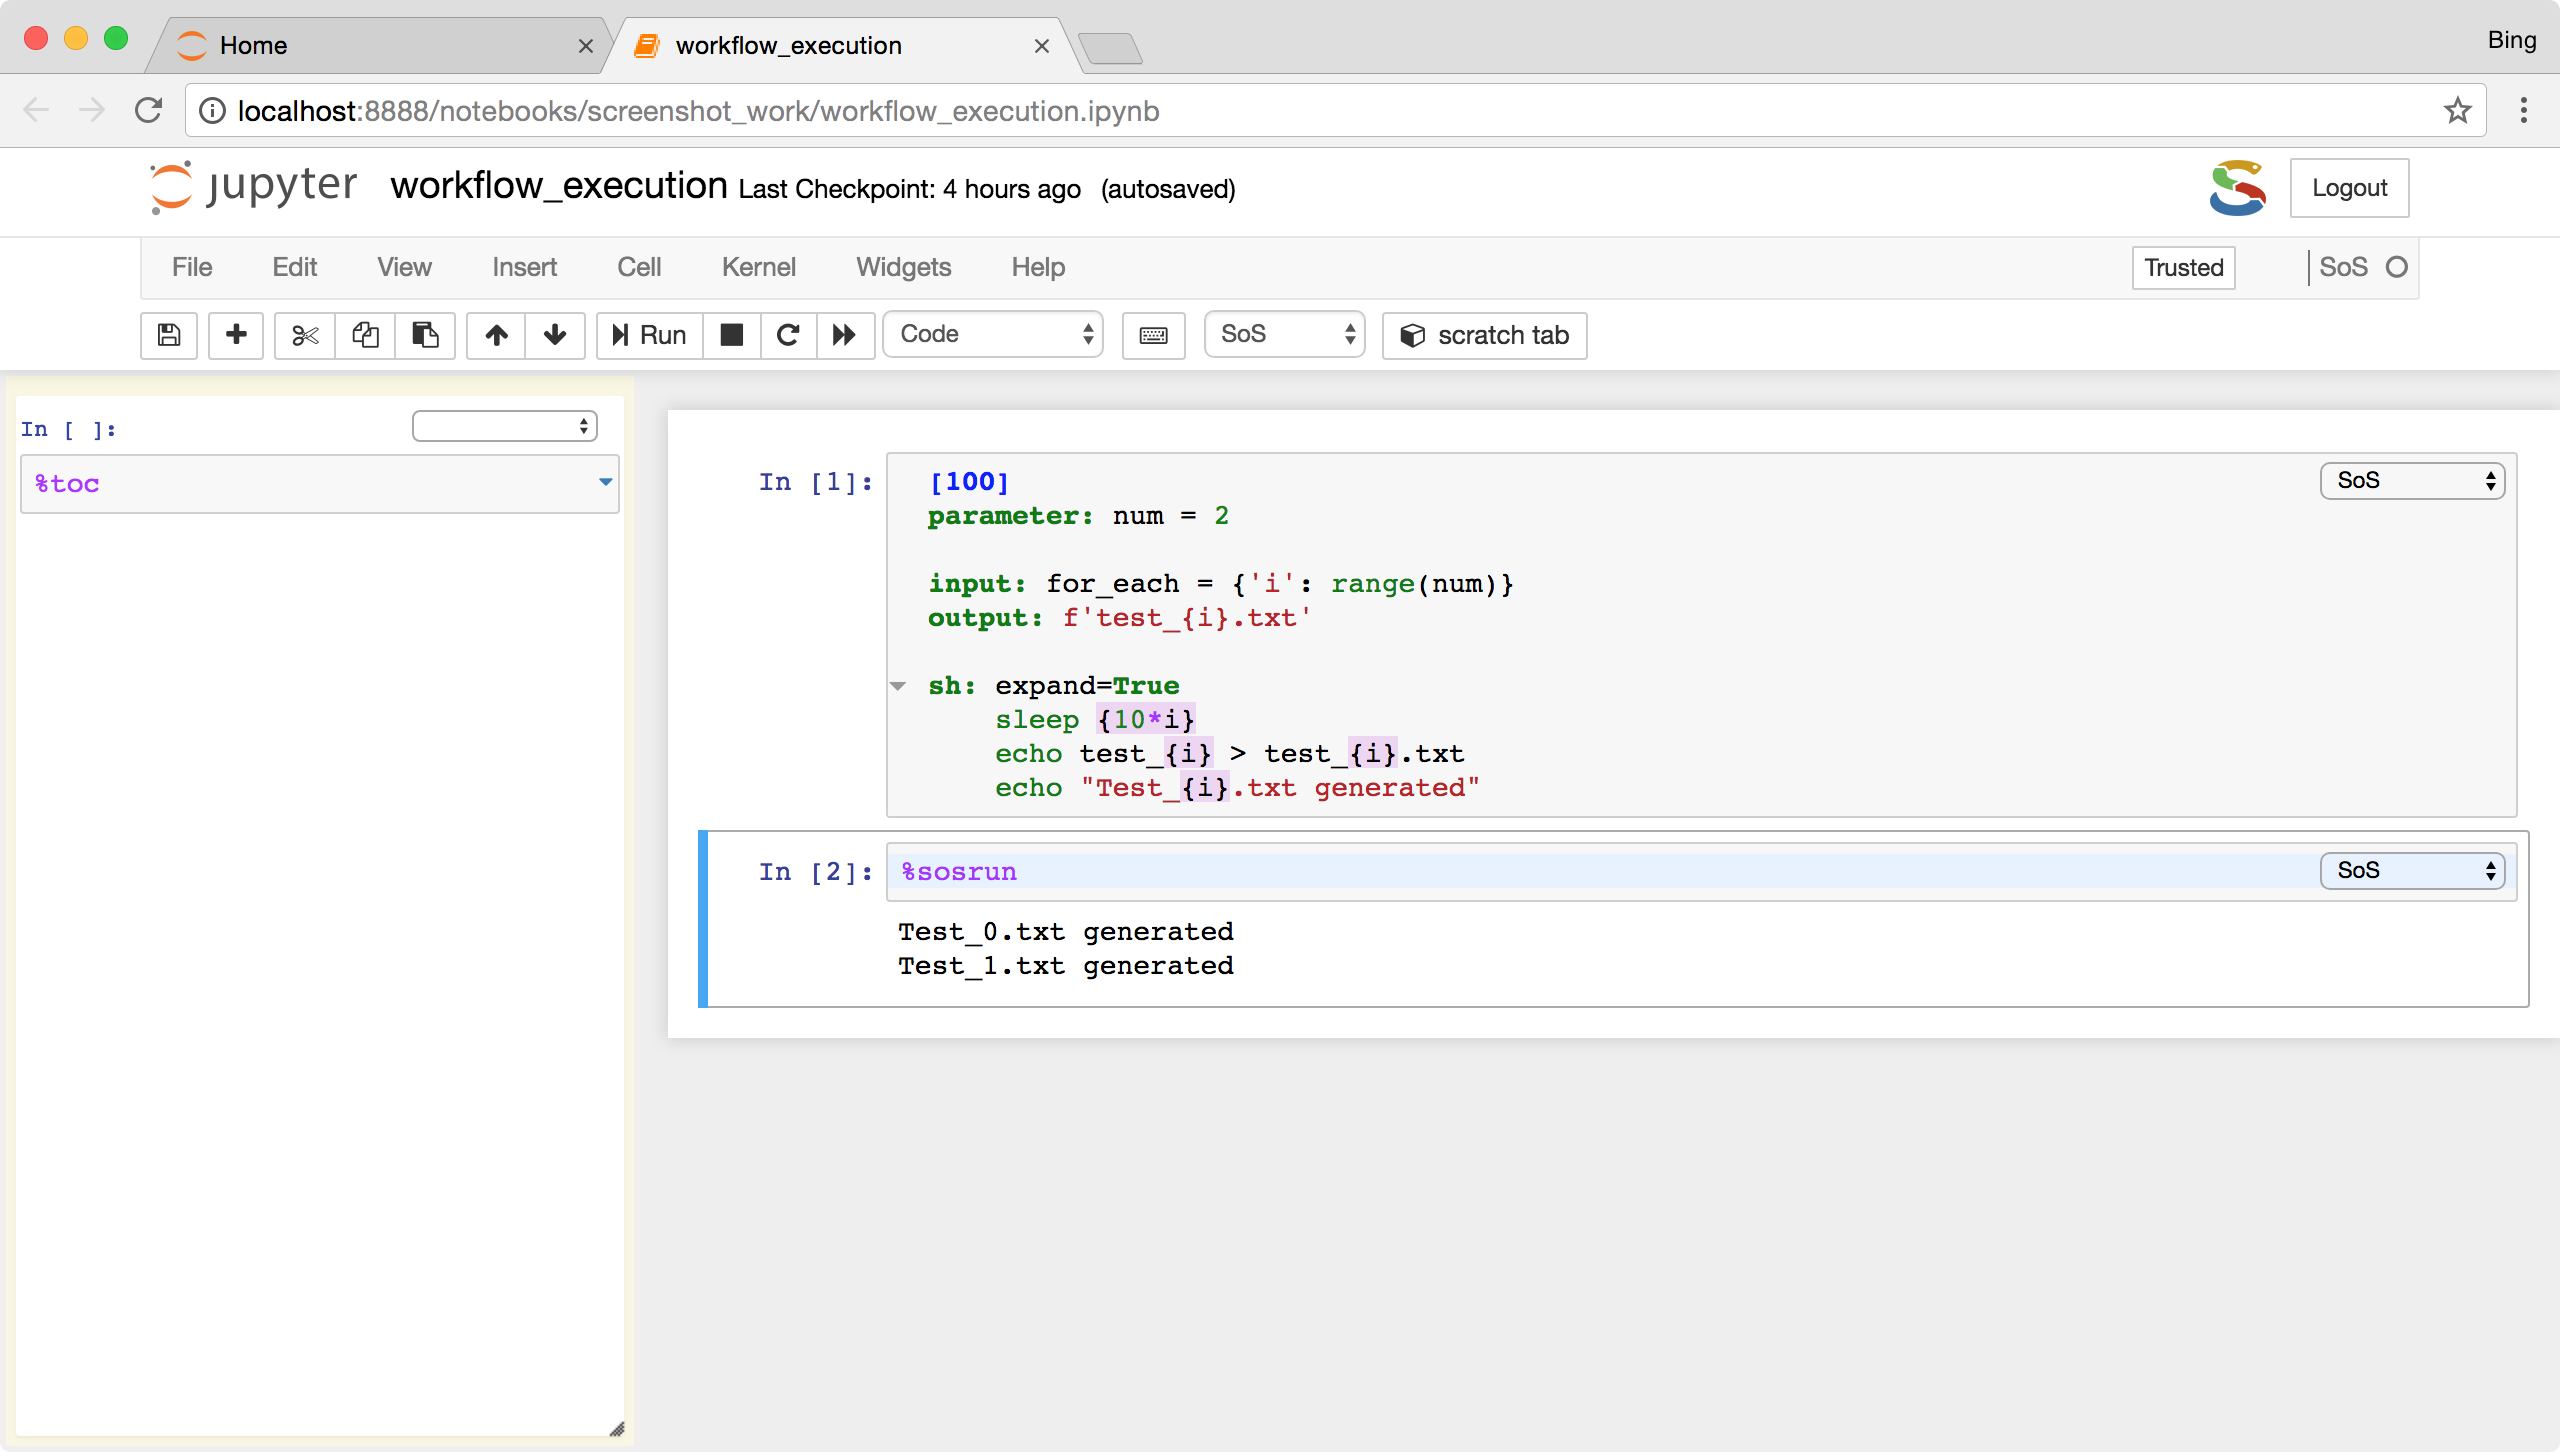 Home
workflow_execution
Bing
localhost:8888/notebooks/screenshot_work/workflow_execution.ipynb
jupyter workflow_execution Last Checkpoint: 4 hours ago (autosaved)
Logout
File Edit View Insert Cell Kernel Widgets Help
Trusted
SoS
Run
Code
SoS
scratch tab
In [ ]:
%toc
In [1]:
SoS
[100]
parameter: num = 2
input: for_each = {'i': range(num)}
output: f'test_{i}.txt'
sh: expand=True
sleep {10*i}
echo test_{i} > test_{i}.txt
echo "Test_{i}.txt generated"
In [2]:
%sosrun
SoS
Test_0.txt generated
Test_1.txt generated